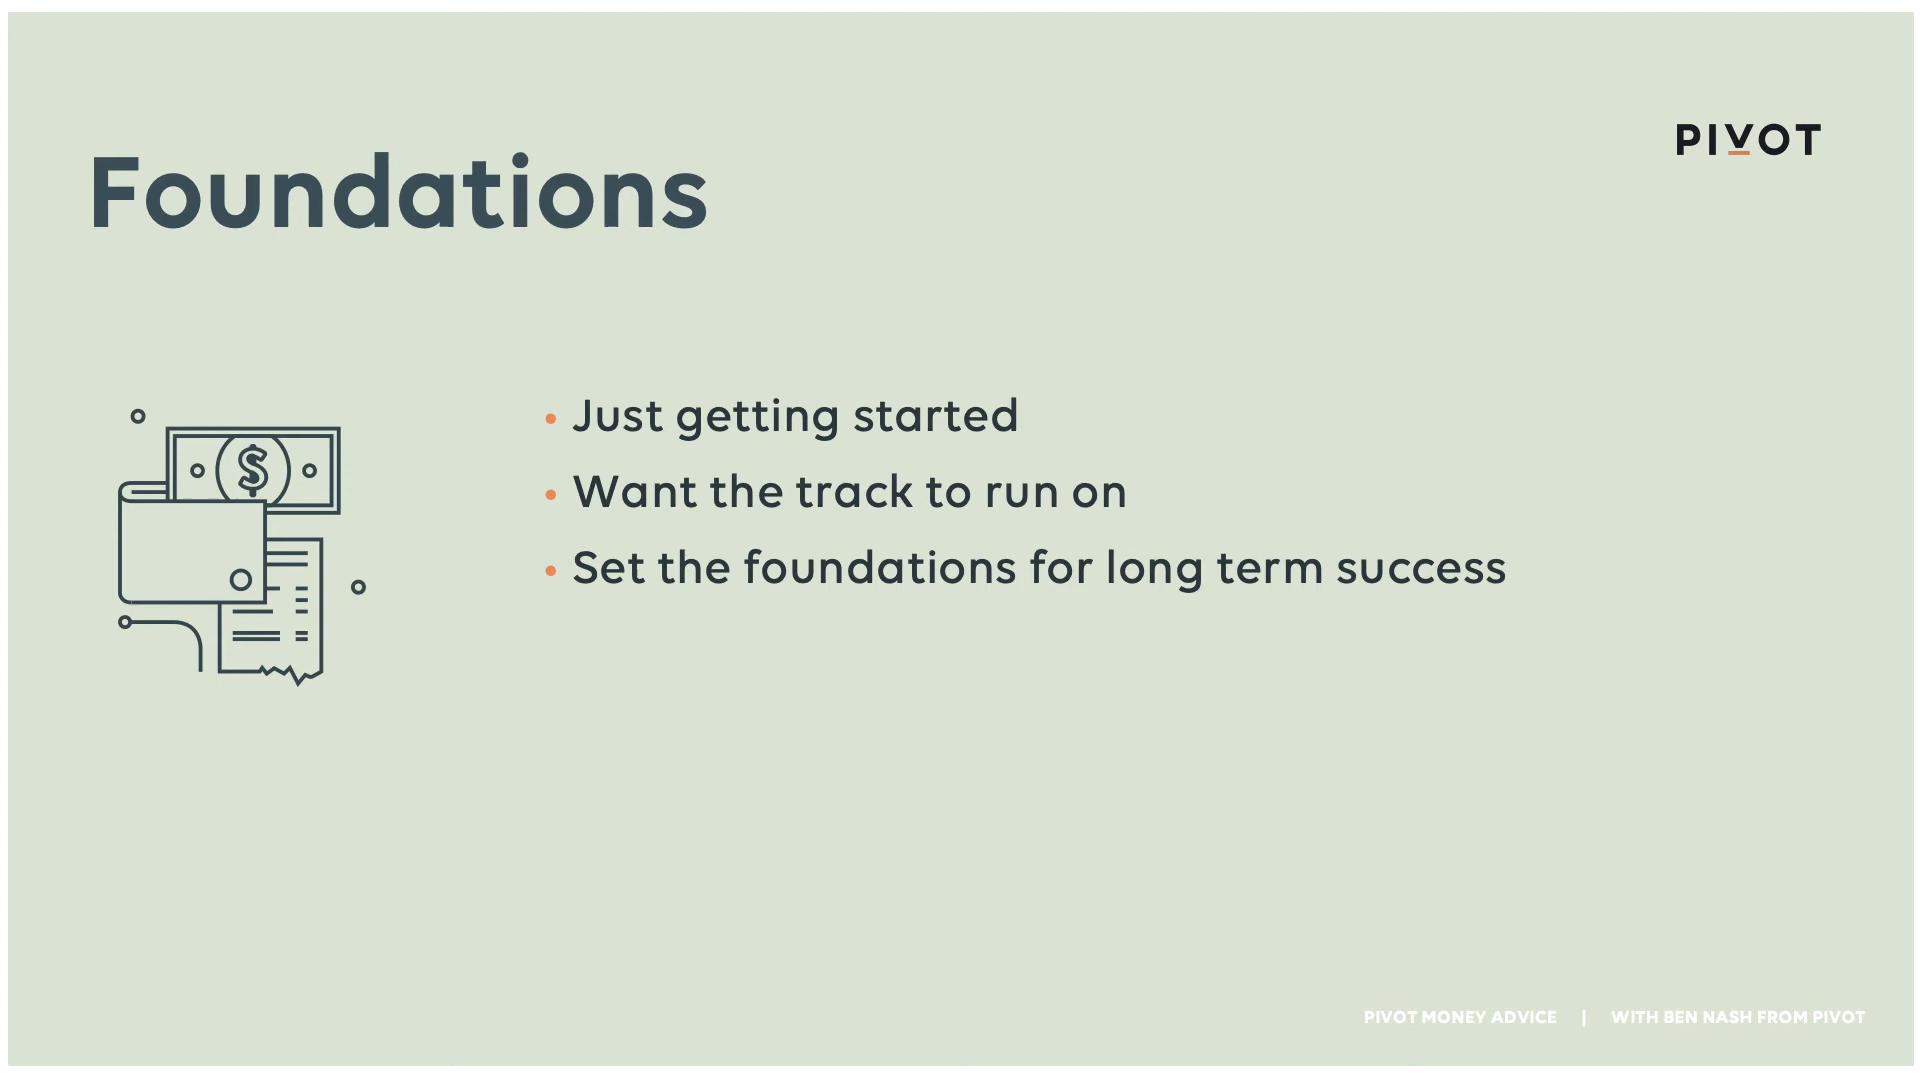 PIVOT
Foundations
$
• Just getting started
• Want the track to run on
• Set the foundations for long term success
PIVOT MONEY ADVICE | WITH BEN NASH FROM PIVOT